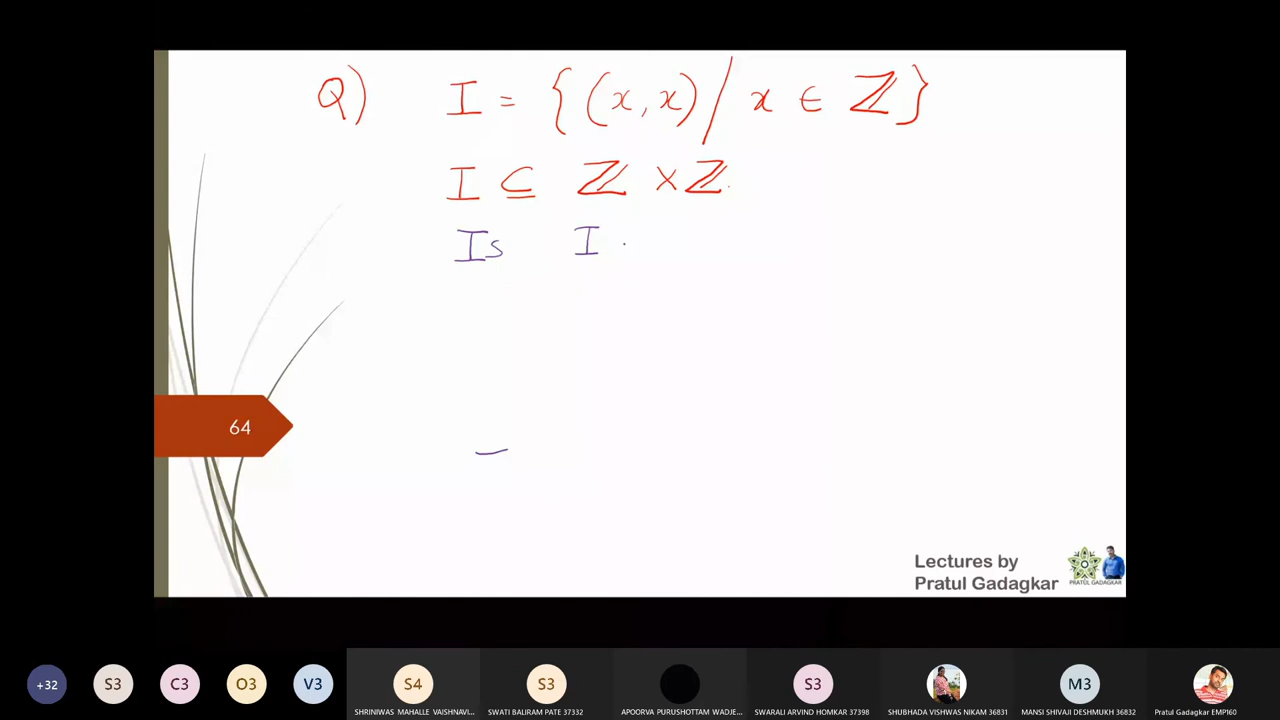 Q) I = {(x, x) / x ∈ ℤ}
I ⊆ ℤ × ℤ.
Is I
64
Lectures by
Pratul Gadagkar
PRATUL GADAGKAR
+32 S3 C3 O3 V3 S4 S3 S3 M3
SHRINIWAS MAHALLE VAISHNAVI... SWATI BALIRAM PATE 37332 APOORVA PURUSHOTTAM WADJE... SWARALI ARVIND HOMKAR 37398 SHUBHADA VISHWAS NIKAM 36831 MANSI SHIVAJI DESHMUKH 36832 Pratul Gadagkar EMP160